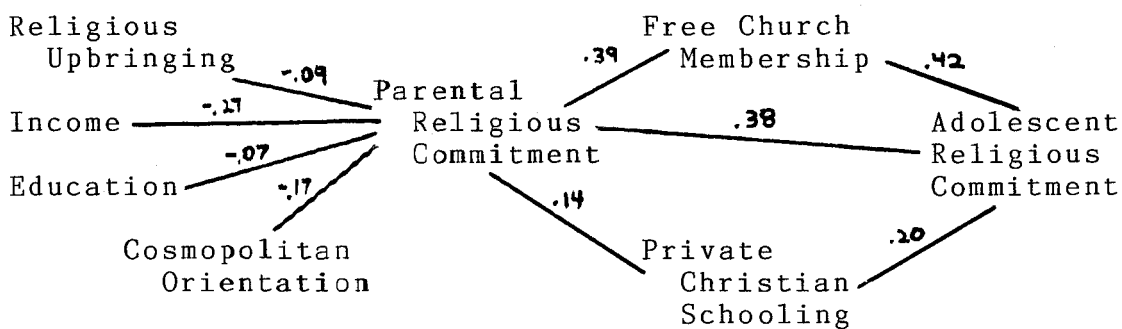 Religious
Upbringing
-.09
Income
-.27
Education
-.07
Cosmopolitan
Orientation
-.17
Parental
Religious
Commitment
.39
Free Church
Membership
.42
.38
Adolescent
Religious
Commitment
.14
Private
Christian
Schooling
.20